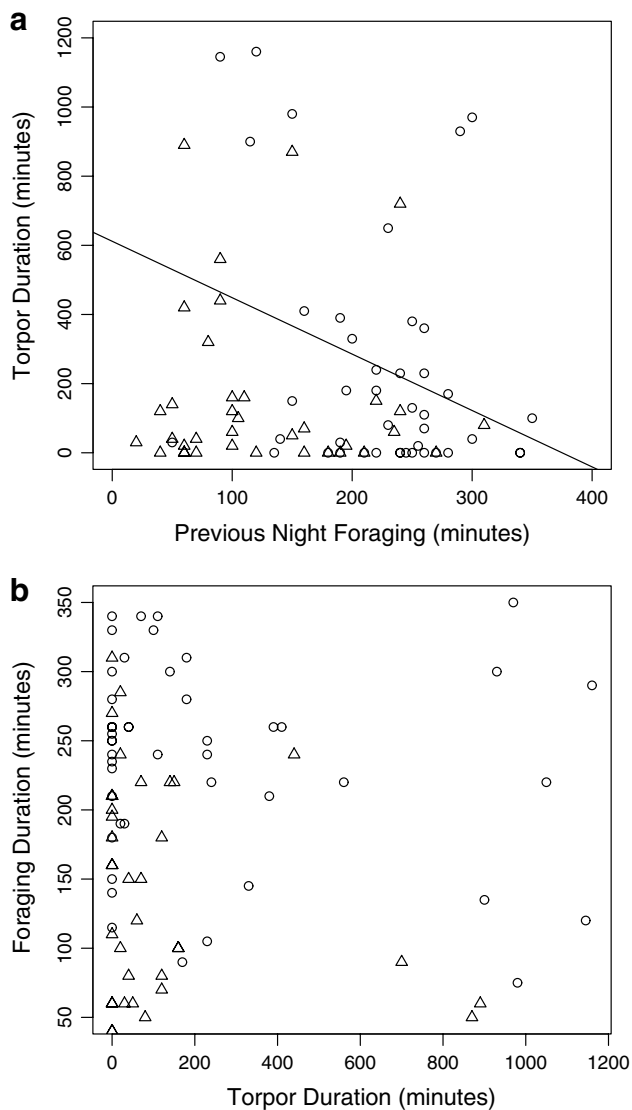 a
1200
1000
800
600
400
200
0
Torpor Duration (minutes)
0 100 200 300 400
Previous Night Foraging (minutes)
b
350
300
250
200
150
100
50
Foraging Duration (minutes)
0 200 400 600 800 1000 1200
Torpor Duration (minutes)